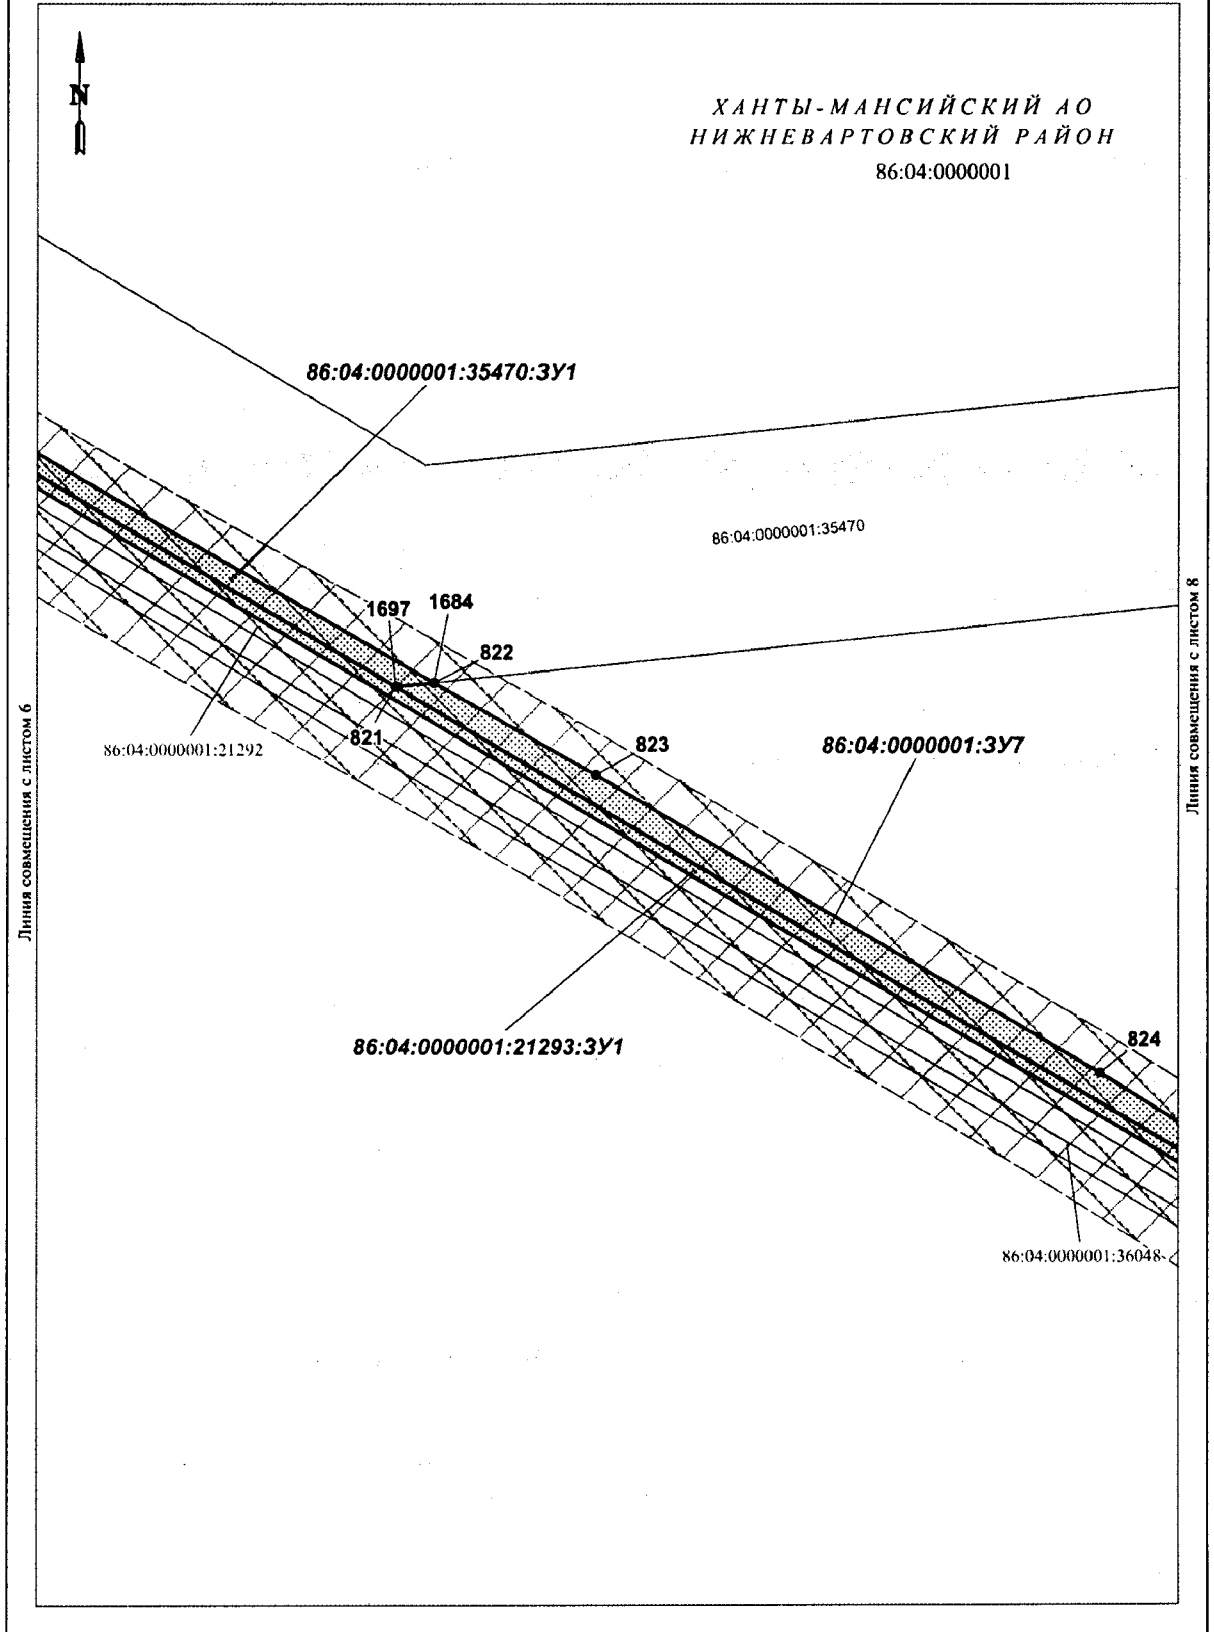 N
ХАНТЫ-МАНСИЙСКИЙ АО
НИЖНЕВАРТОВСКИЙ РАЙОН
86:04:0000001
86:04:0000001:35470:ЗУ1
86:04:0000001:35470
1697
1684
822
821
86:04:0000001:21292
823
86:04:0000001:ЗУ7
86:04:0000001:21293:ЗУ1
824
86:04:0000001:36048
Линия совмещения с листом 6
Линия совмещения с листом 8